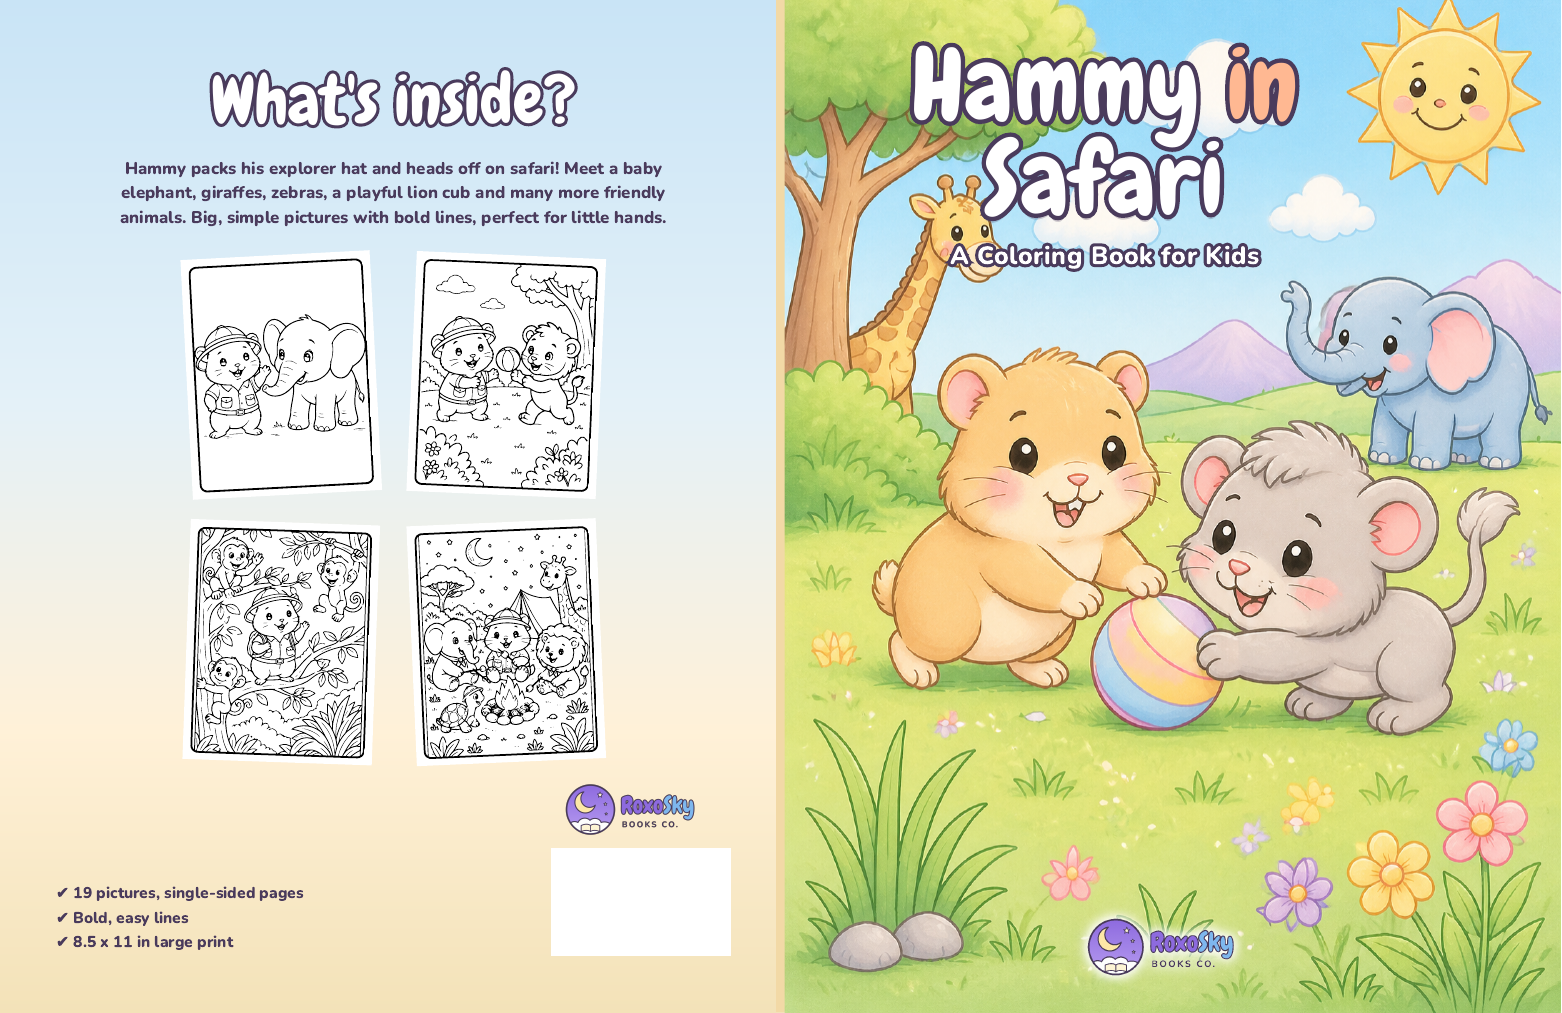 What's inside?
Hammy packs his explorer hat and heads off on safari! Meet a baby
elephant, giraffes, zebras, a playful lion cub and many more friendly
animals. Big, simple pictures with bold lines, perfect for little hands.
RoxoSky
BOOKS CO.
✔ 19 pictures, single-sided pages
✔ Bold, easy lines
✔ 8.5 x 11 in large print
Hammy in
Safari
A Coloring Book for Kids
RoxoSky
BOOKS CO.